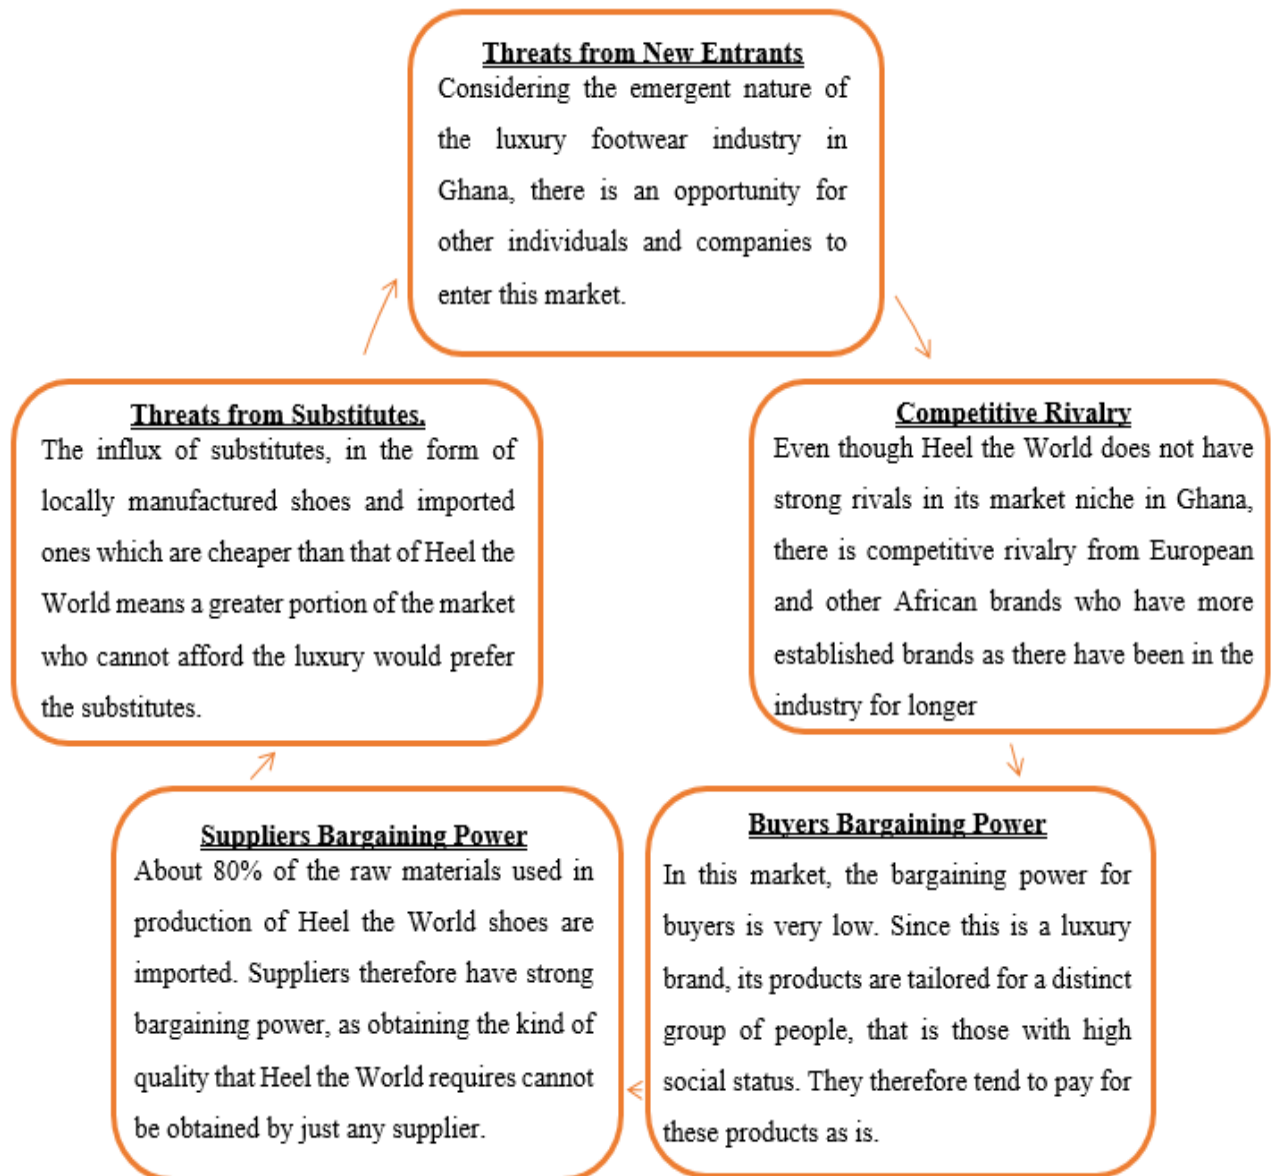 Threats from New Entrants
Considering the emergent nature of
the luxury footwear industry in
Ghana, there is an opportunity for
other individuals and companies to
enter this market.
Threats from Substitutes.
The influx of substitutes, in the form of
locally manufactured shoes and imported
ones which are cheaper than that of Heel the
World means a greater portion of the market
who cannot afford the luxury would prefer
the substitutes.
Competitive Rivalry
Even though Heel the World does not have
strong rivals in its market niche in Ghana,
there is competitive rivalry from European
and other African brands who have more
established brands as there have been in the
industry for longer
Suppliers Bargaining Power
About 80% of the raw materials used in
production of Heel the World shoes are
imported. Suppliers therefore have strong
bargaining power, as obtaining the kind of
quality that Heel the World requires cannot
be obtained by just any supplier.
Buyers Bargaining Power
In this market, the bargaining power for
buyers is very low. Since this is a luxury
brand, its products are tailored for a distinct
group of people, that is those with high
social status. They therefore tend to pay for
these products as is.